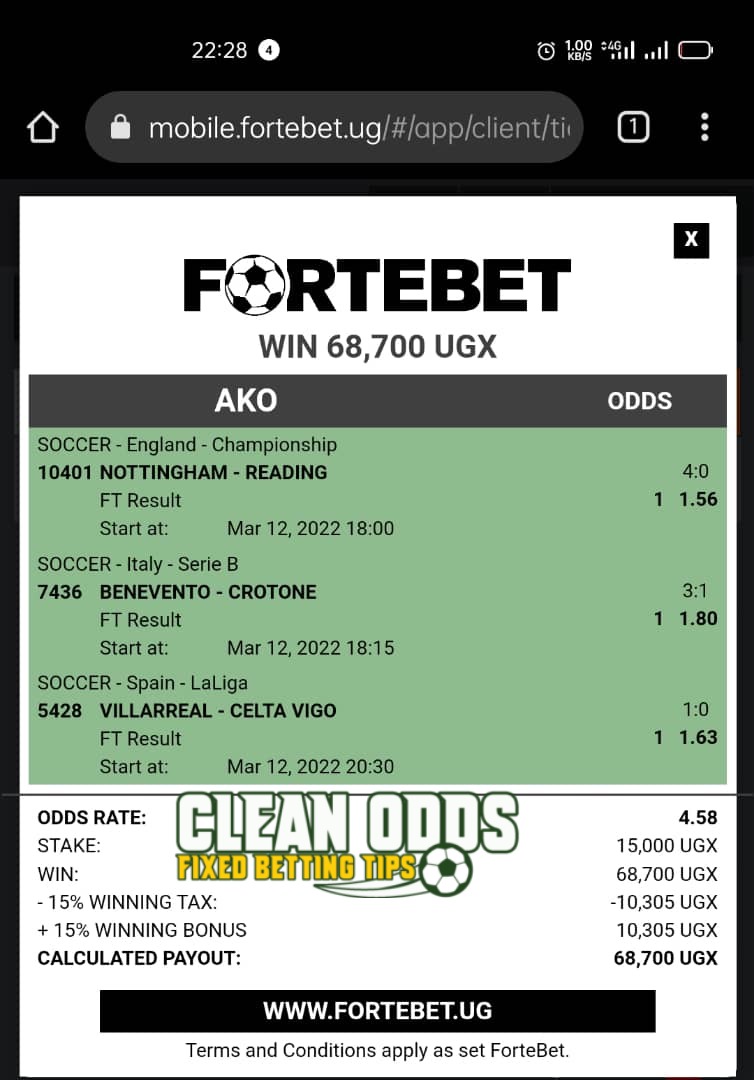 22:28 4 1.00 KB/S 4G
mobile.fortebet.ug/#/app/client/ti 1
X
FORTEBET
WIN 68,700 UGX
AKO ODDS
SOCCER - England - Championship
10401 NOTTINGHAM - READING 4:0
FT Result 1 1.56
Start at: Mar 12, 2022 18:00
SOCCER - Italy - Serie B
7436 BENEVENTO - CROTONE 3:1
FT Result 1 1.80
Start at: Mar 12, 2022 18:15
SOCCER - Spain - LaLiga
5428 VILLARREAL - CELTA VIGO 1:0
FT Result 1 1.63
Start at: Mar 12, 2022 20:30
CLEAN ODDS
FIXED BETTING TIPS
ODDS RATE: 4.58
STAKE: 15,000 UGX
WIN: 68,700 UGX
- 15% WINNING TAX: -10,305 UGX
+ 15% WINNING BONUS 10,305 UGX
CALCULATED PAYOUT: 68,700 UGX
WWW.FORTEBET.UG
Terms and Conditions apply as set ForteBet.